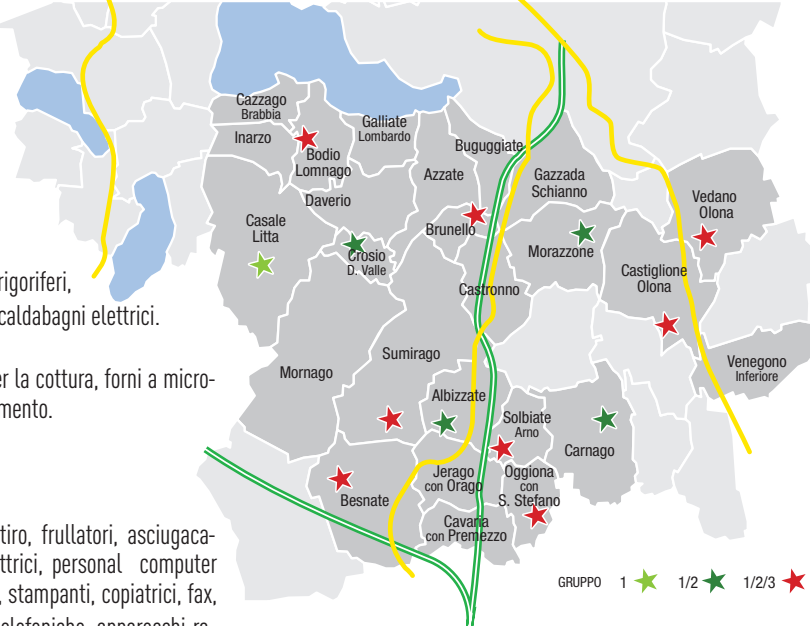 Cazzago
Brabbia
Inarzo
Galliate
Lombardo
Bodio
Lomnago
Buguggiate
Azzate
Gazzada
Schianno
Daverio
Vedano
Olona
Casale
Litta
Brunello
Crosio
D. Valle
Morazzone
Castiglione
Olona
Castronno
Sumirago
Mornago
Venegono
Inferiore
Albizzate
Solbiate
Arno
Carnago
Jerago
con Orago
Oggiona
con
S. Stefano
Besnate
Cavaria
con Premezzo
rigoriferi,
caldabagni elettrici.
er la cottura, forni a micro-
mento.
tiro, frullatori, asciugaca-
ttrici, personal computer
, stampanti, copiatrici, fax,
GRUPPO 1 1/2 1/2/3